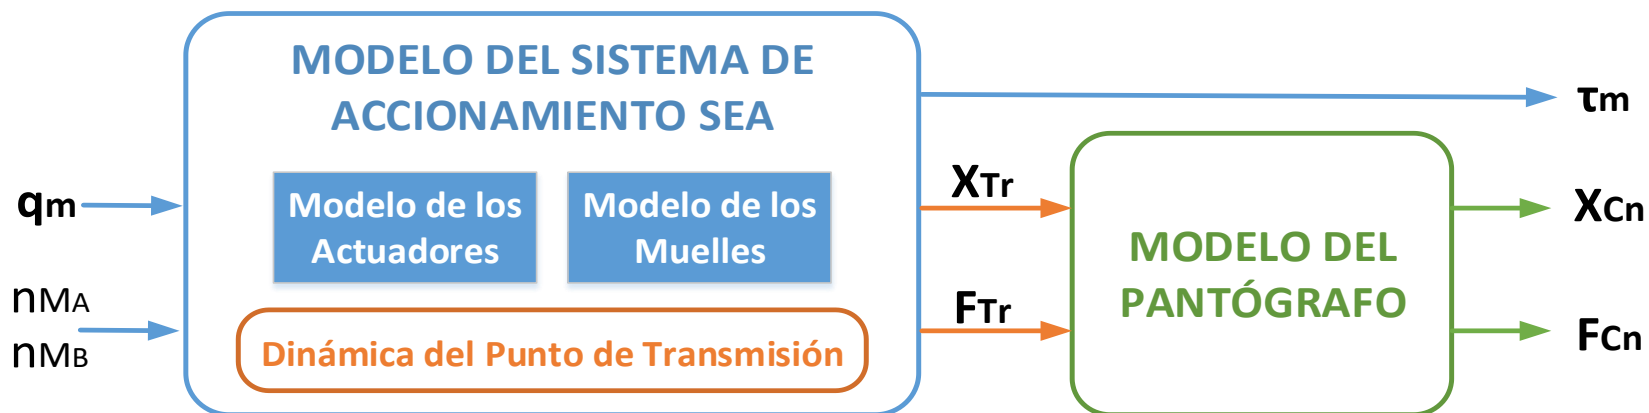 MODELO DEL SISTEMA DE
ACCIONAMIENTO SEA
τm
qm
Modelo de los
Actuadores
Modelo de los
Muelles
XTr
XCn
MODELO DEL
PANTÓGRAFO
nMA
nMB
FTr
FCn
Dinámica del Punto de Transmisión